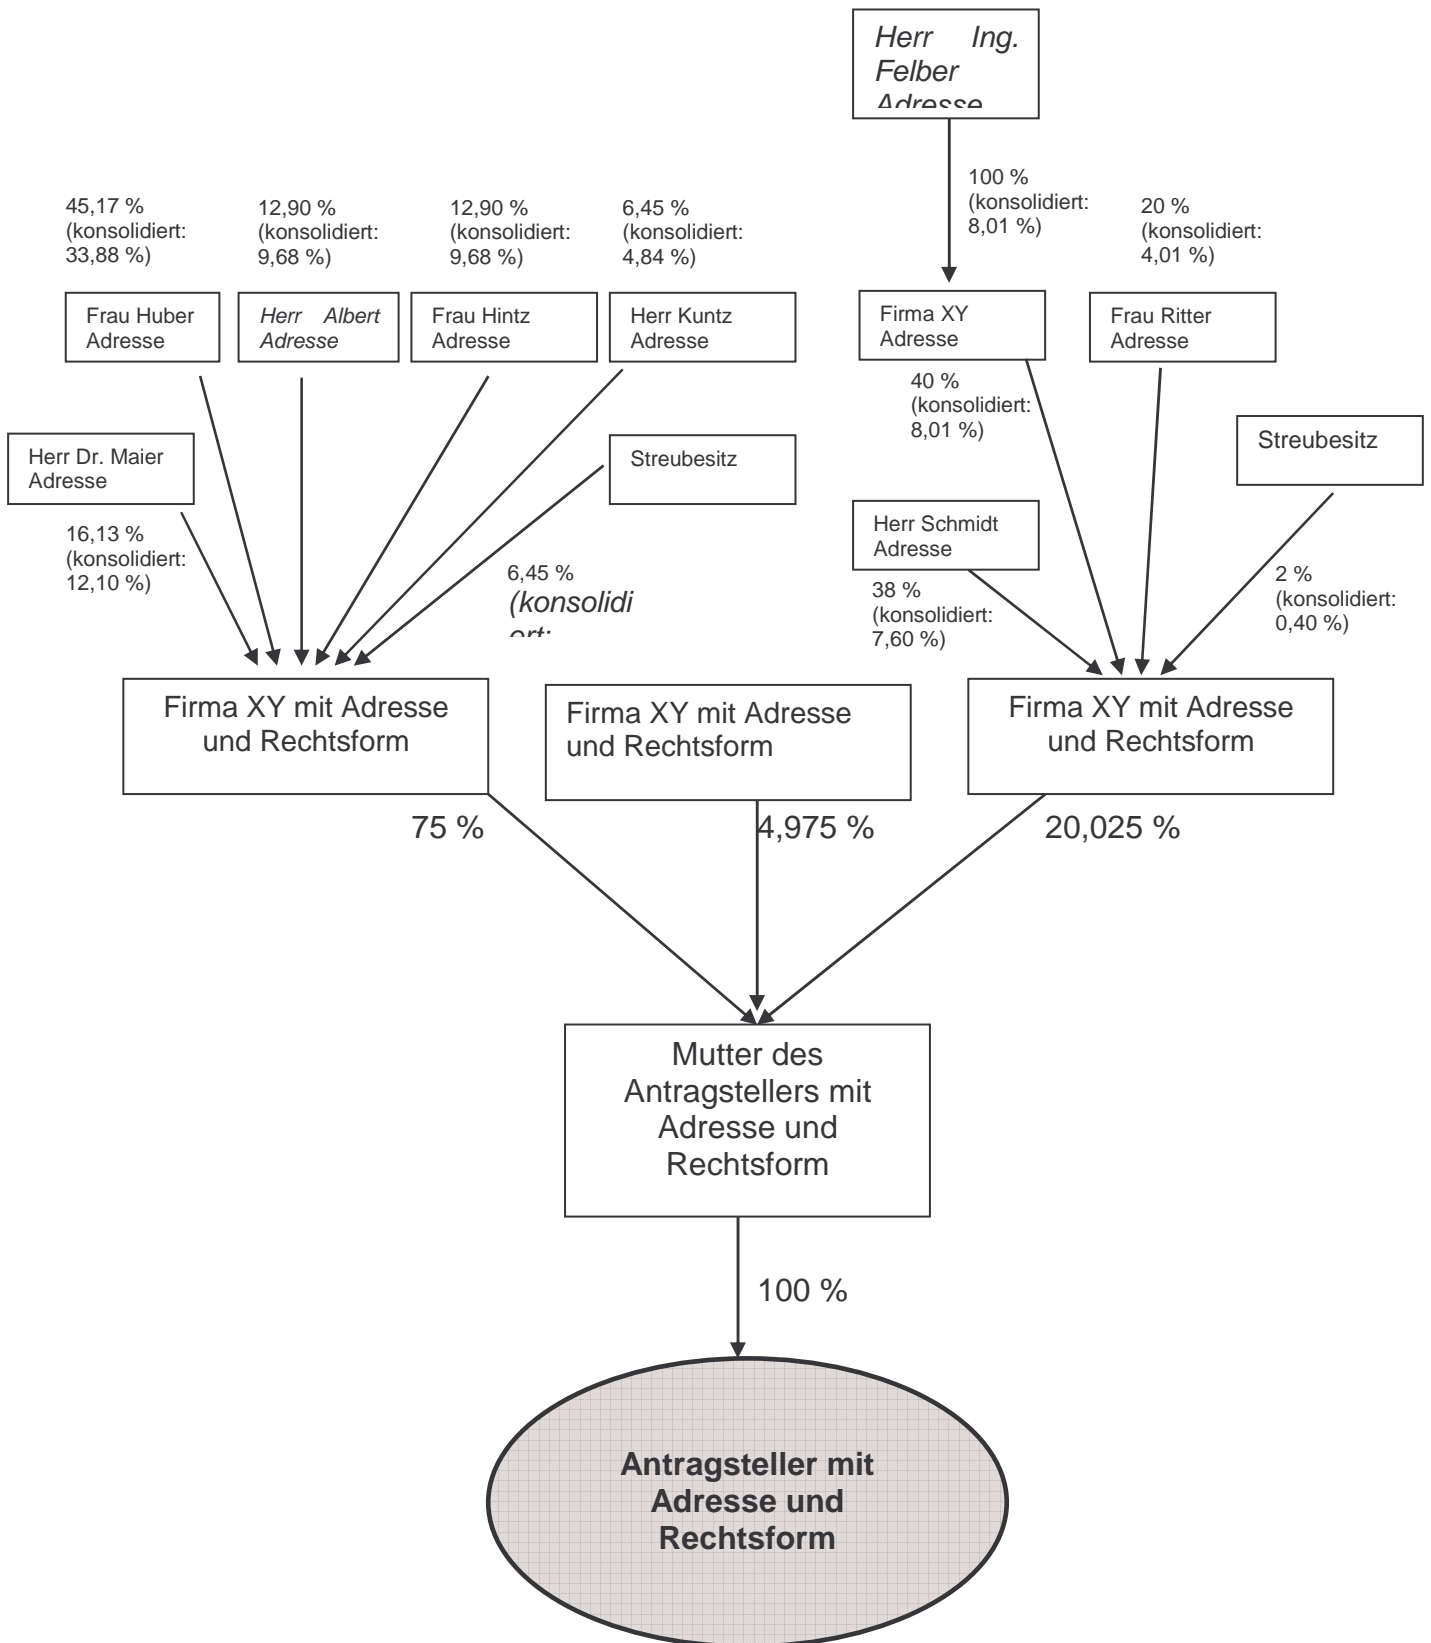 Herr Ing.
Felber
Adresse
100 %
(konsolidiert:
8,01 %)
45,17 %
(konsolidiert:
33,88 %)
12,90 %
(konsolidiert:
9,68 %)
12,90 %
(konsolidiert:
9,68 %)
6,45 %
(konsolidiert:
4,84 %)
20 %
(konsolidiert:
4,01 %)
Frau Huber
Adresse
Herr Albert
Adresse
Frau Hintz
Adresse
Herr Kuntz
Adresse
Firma XY
Adresse
Frau Ritter
Adresse
40 %
(konsolidiert:
8,01 %)
Herr Dr. Maier
Adresse
Streubesitz
Streubesitz
16,13 %
(konsolidiert:
12,10 %)
6,45 %
(konsolidi
ert:
Herr Schmidt
Adresse
38 %
(konsolidiert:
7,60 %)
2 %
(konsolidiert:
0,40 %)
Firma XY mit Adresse
und Rechtsform
Firma XY mit Adresse
und Rechtsform
Firma XY mit Adresse
und Rechtsform
75 %
4,975 %
20,025 %
Mutter des
Antragstellers mit
Adresse und
Rechtsform
100 %
Antragsteller mit
Adresse und
Rechtsform